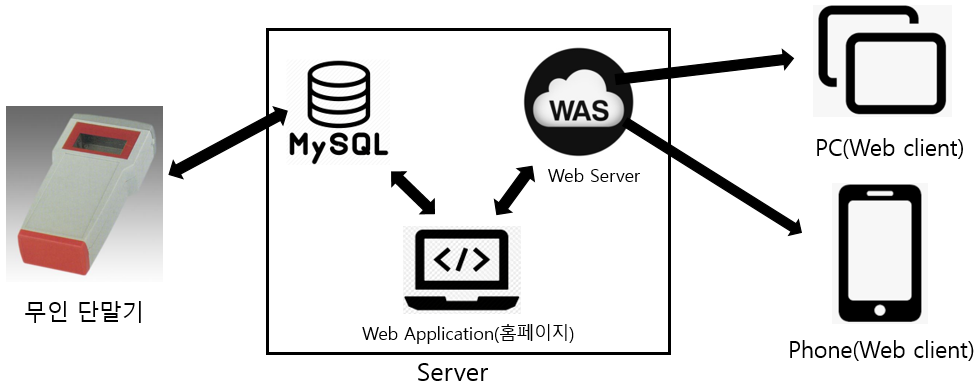 무인 단말기
MySQL
WAS
Web Server
</>
Web Application(홈페이지)
Server
PC(Web client)
Phone(Web client)